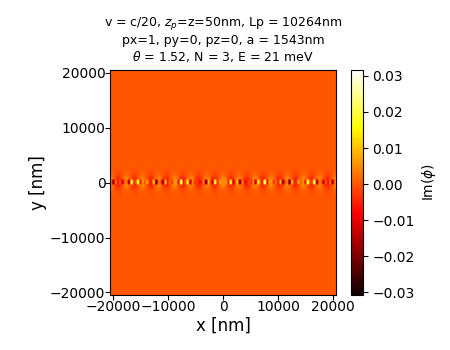 v = c/20, zₚ=z=50nm, Lp = 10264nm
px=1, py=0, pz=0, a = 1543nm
θ = 1.52, N = 3, E = 21 meV
20000
10000
0
−10000
−20000
y [nm]
−20000 −10000 0 10000 20000
x [nm]
0.03
0.02
0.01
0.00
−0.01
−0.02
−0.03
Im(ϕ)